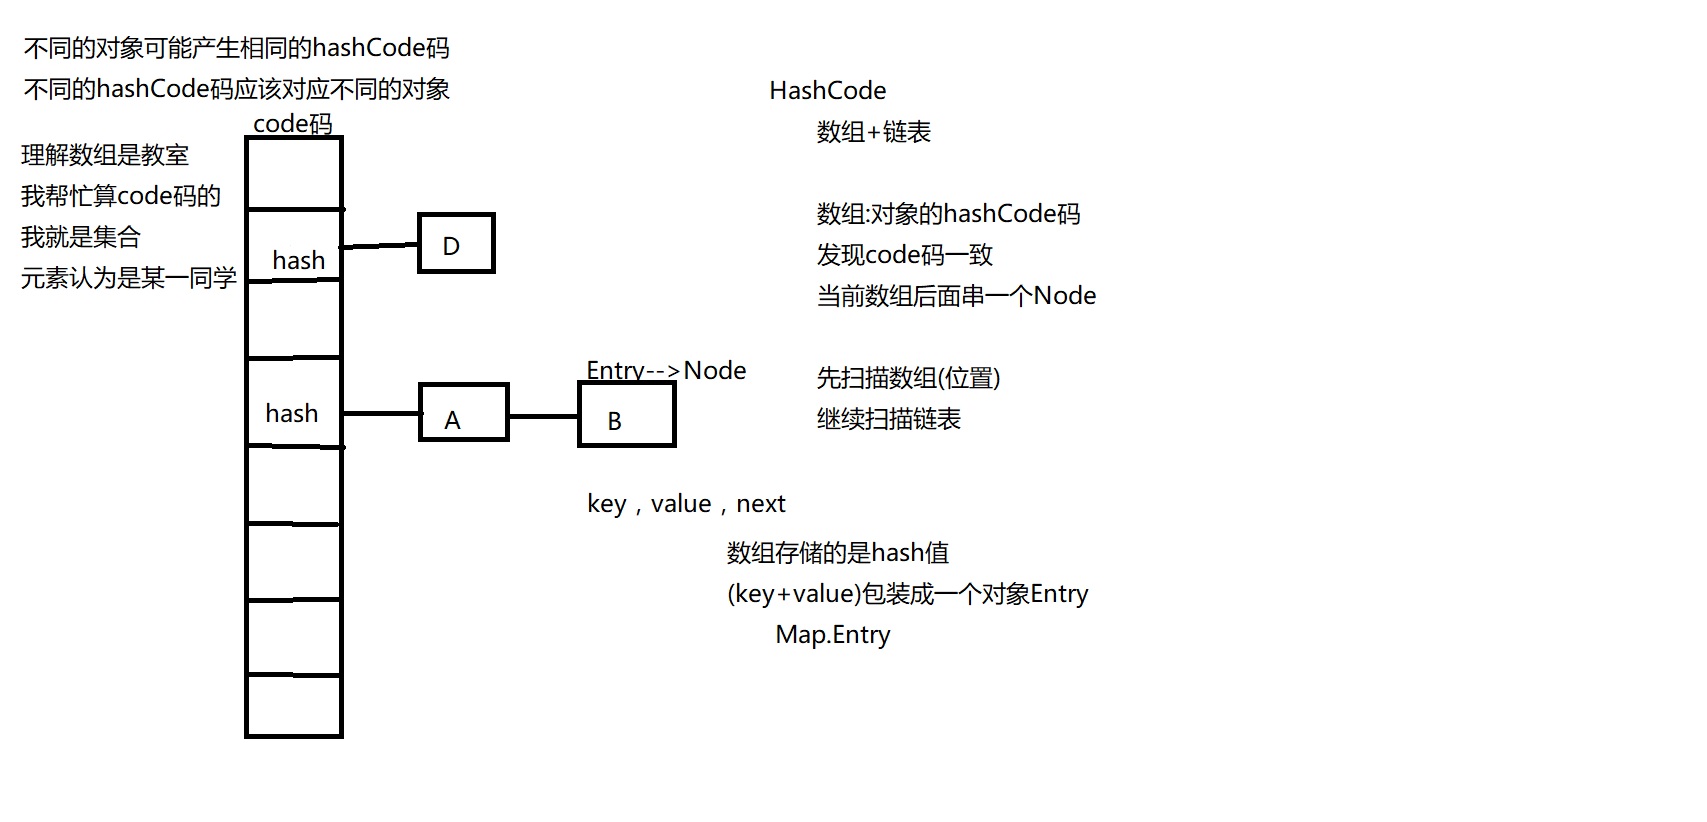 不同的对象可能产生相同的hashCode码
不同的hashCode码应该对应不同的对象
code码
理解数组是教室
我帮忙算code码的
我就是集合
元素认为是某一同学
hash
D
hash
A
Entry-->Node
B
key，value，next
HashCode
数组+链表
数组:对象的hashCode码
发现code码一致
当前数组后面串一个Node
先扫描数组(位置)
继续扫描链表
数组存储的是hash值
(key+value)包装成一个对象Entry
Map.Entry